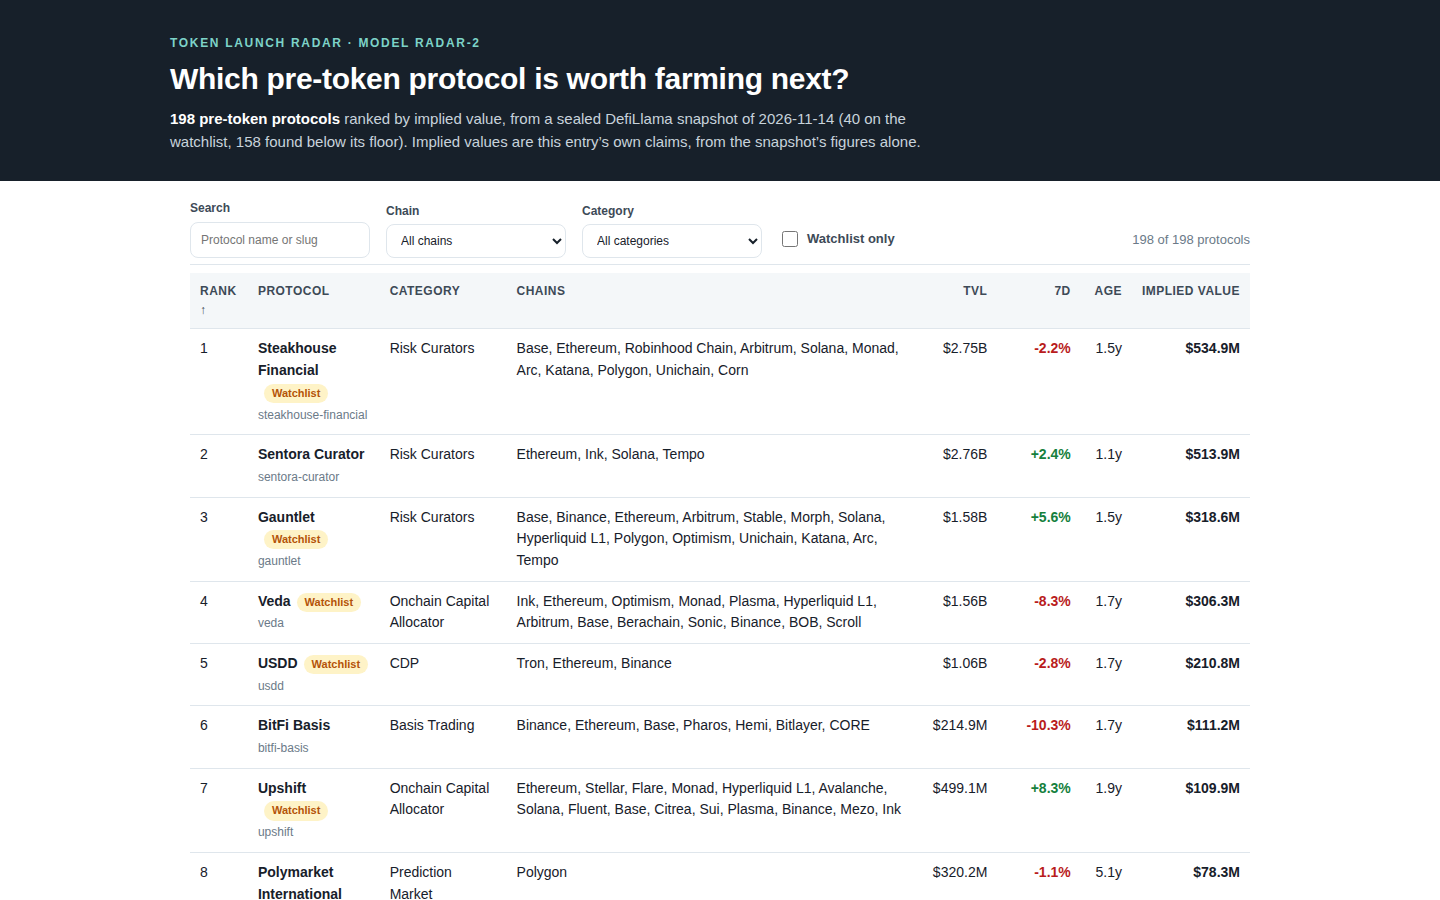 TOKEN LAUNCH RADAR · MODEL RADAR-2
Which pre-token protocol is worth farming next?
198 pre-token protocols ranked by implied value, from a sealed DefiLlama snapshot of 2026-11-14 (40 on the
watchlist, 158 found below its floor). Implied values are this entry's own claims, from the snapshot's figures alone.
Search
Chain
Category
Protocol name or slug
All chains
All categories
Watchlist only
198 of 198 protocols
RANK PROTOCOL CATEGORY CHAINS TVL 7D AGE IMPLIED VALUE
↑
1 Steakhouse Risk Curators Base, Ethereum, Robinhood Chain, Arbitrum, Solana, Monad, $2.75B -2.2% 1.5y $534.9M
Financial Arc, Katana, Polygon, Unichain, Corn
Watchlist
steakhouse-financial
2 Sentora Curator Risk Curators Ethereum, Ink, Solana, Tempo $2.76B +2.4% 1.1y $513.9M
sentora-curator
3 Gauntlet Risk Curators Base, Binance, Ethereum, Arbitrum, Stable, Morph, Solana, $1.58B +5.6% 1.5y $318.6M
Watchlist Hyperliquid L1, Polygon, Optimism, Unichain, Katana, Arc,
gauntlet Tempo
4 Veda Watchlist Onchain Capital Ink, Ethereum, Optimism, Monad, Plasma, Hyperliquid L1, $1.56B -8.3% 1.7y $306.3M
veda Allocator Arbitrum, Base, Berachain, Sonic, Binance, BOB, Scroll
5 USDD Watchlist CDP Tron, Ethereum, Binance $1.06B -2.8% 1.7y $210.8M
usdd
6 BitFi Basis Basis Trading Binance, Ethereum, Base, Pharos, Hemi, Bitlayer, CORE $214.9M -10.3% 1.7y $111.2M
bitfi-basis
7 Upshift Onchain Capital Ethereum, Stellar, Flare, Monad, Hyperliquid L1, Avalanche, $499.1M +8.3% 1.9y $109.9M
Watchlist Allocator Solana, Fluent, Base, Citrea, Sui, Plasma, Binance, Mezo, Ink
upshift
8 Polymarket Prediction Polygon $320.2M -1.1% 5.1y $78.3M
International Market